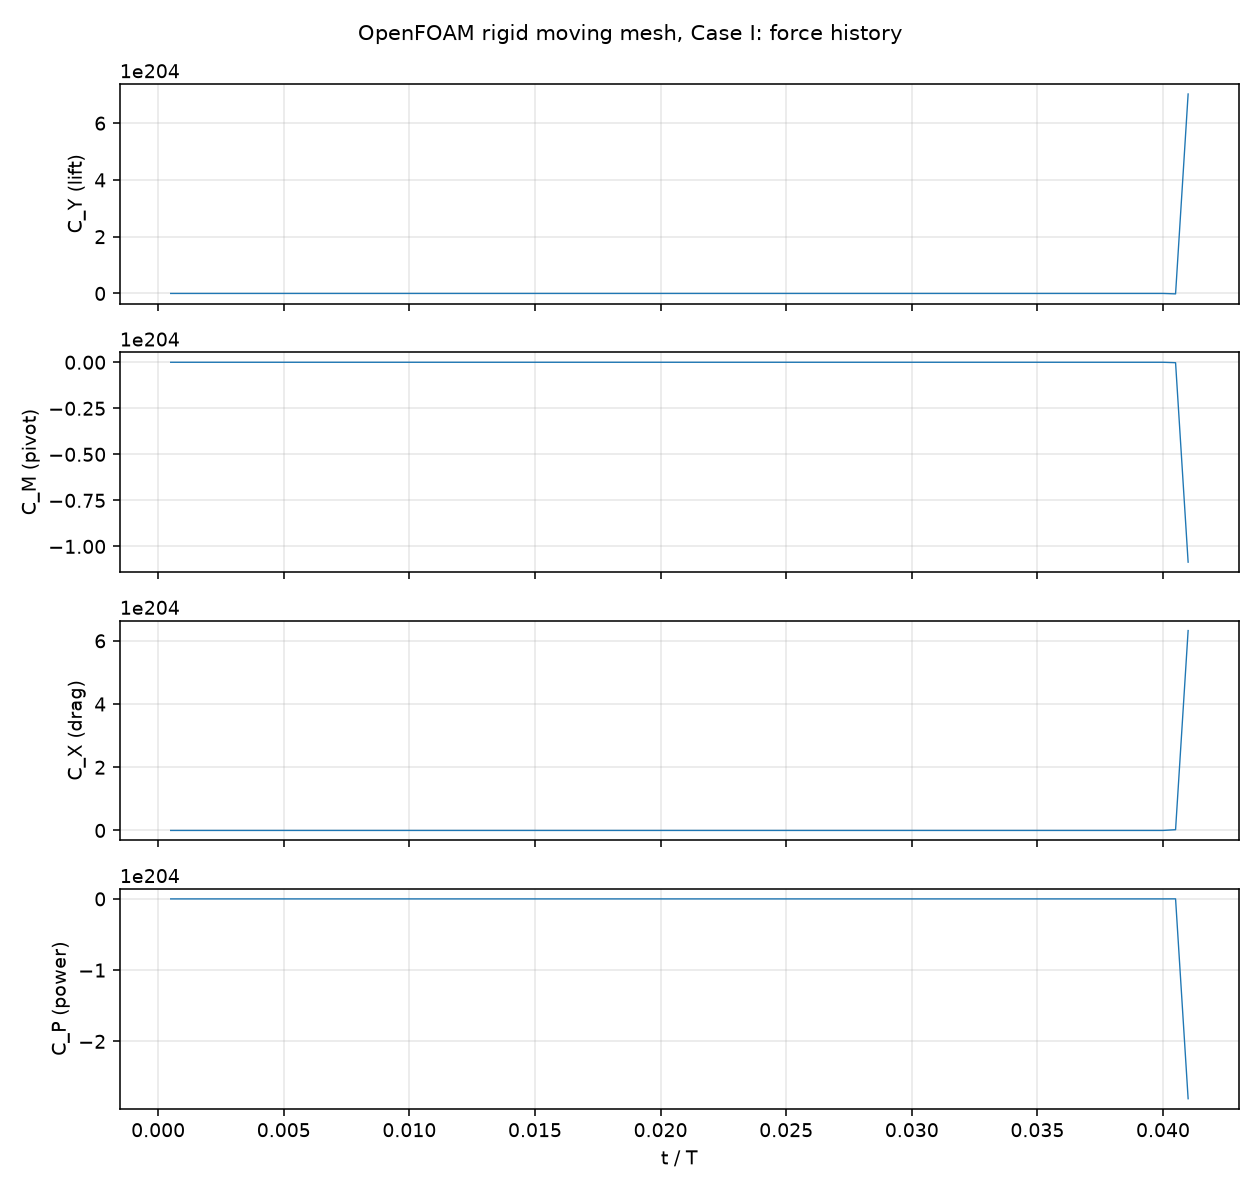 OpenFOAM rigid moving mesh, Case I: force history
1e204
C_Y (lift)
6
4
2
0
1e204
C_M (pivot)
0.00
−0.25
−0.50
−0.75
−1.00
1e204
C_X (drag)
6
4
2
0
1e204
C_P (power)
0
−1
−2
0.000 0.005 0.010 0.015 0.020 0.025 0.030 0.035 0.040
t / T